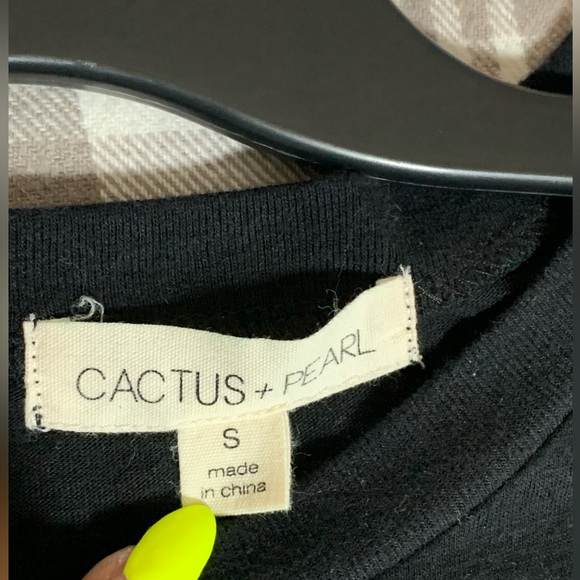 CACTUS + PEARL
S
made
in china